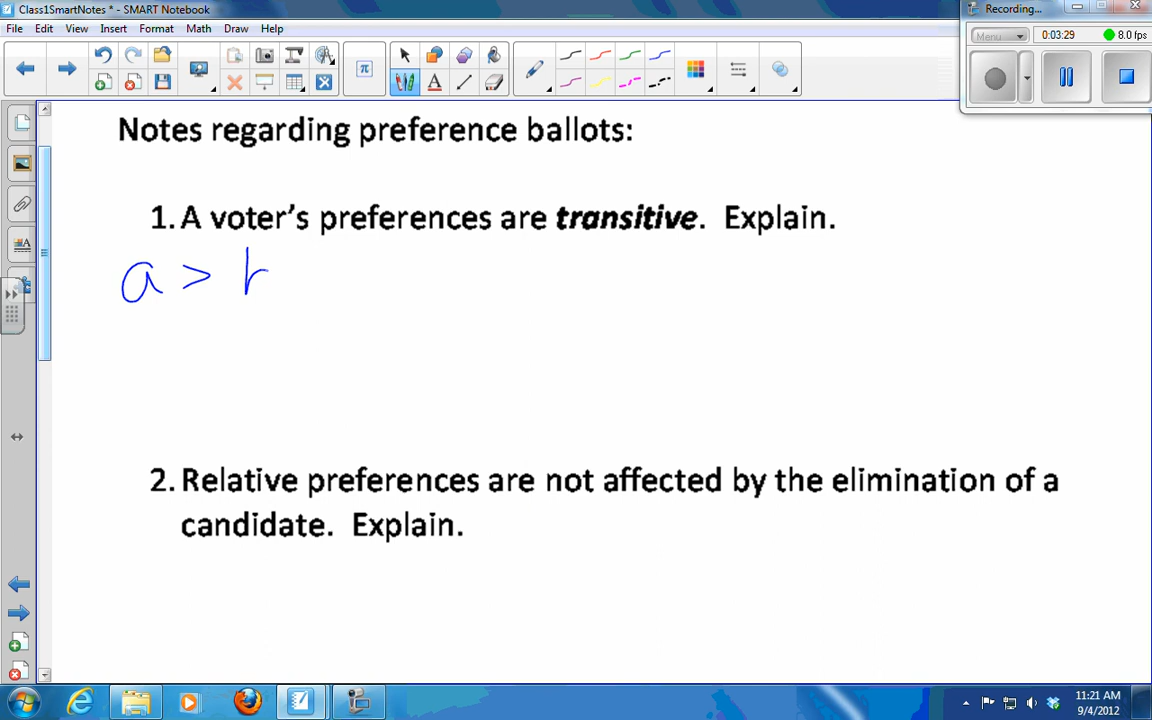 Class1SmartNotes * - SMART Notebook
File Edit View Insert Format Math Draw Help
Recording...
Menu 0:03:29 8.0 fps
π
A
Notes regarding preference ballots:
1. A voter's preferences are transitive. Explain.
a >
2. Relative preferences are not affected by the elimination of a
candidate. Explain.
11:21 AM
9/4/2012